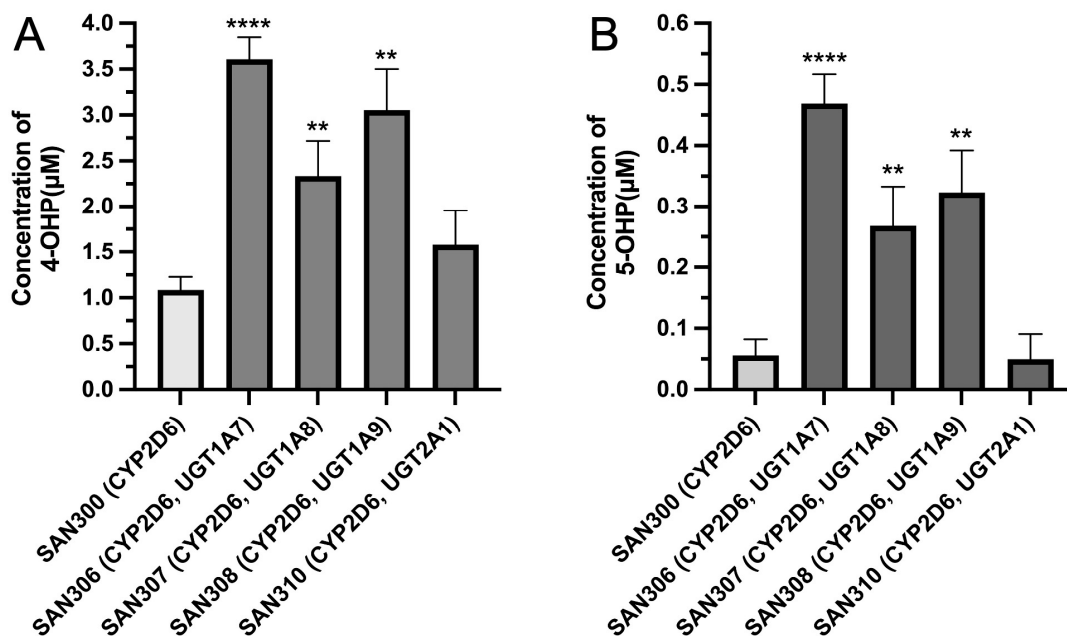 A
Concentration of
4-OHP(µM)
4.0
3.5
3.0
2.5
2.0
1.5
1.0
0.5
0.0
****
**
**
SAN300 (CYP2D6)
SAN306 (CYP2D6, UGT1A7)
SAN307 (CYP2D6, UGT1A8)
SAN308 (CYP2D6, UGT1A9)
SAN310 (CYP2D6, UGT2A1)
B
Concentration of
5-OHP(µM)
0.6
0.5
0.4
0.3
0.2
0.1
0.0
****
**
**
SAN300 (CYP2D6)
SAN306 (CYP2D6, UGT1A7)
SAN307 (CYP2D6, UGT1A8)
SAN308 (CYP2D6, UGT1A9)
SAN310 (CYP2D6, UGT2A1)